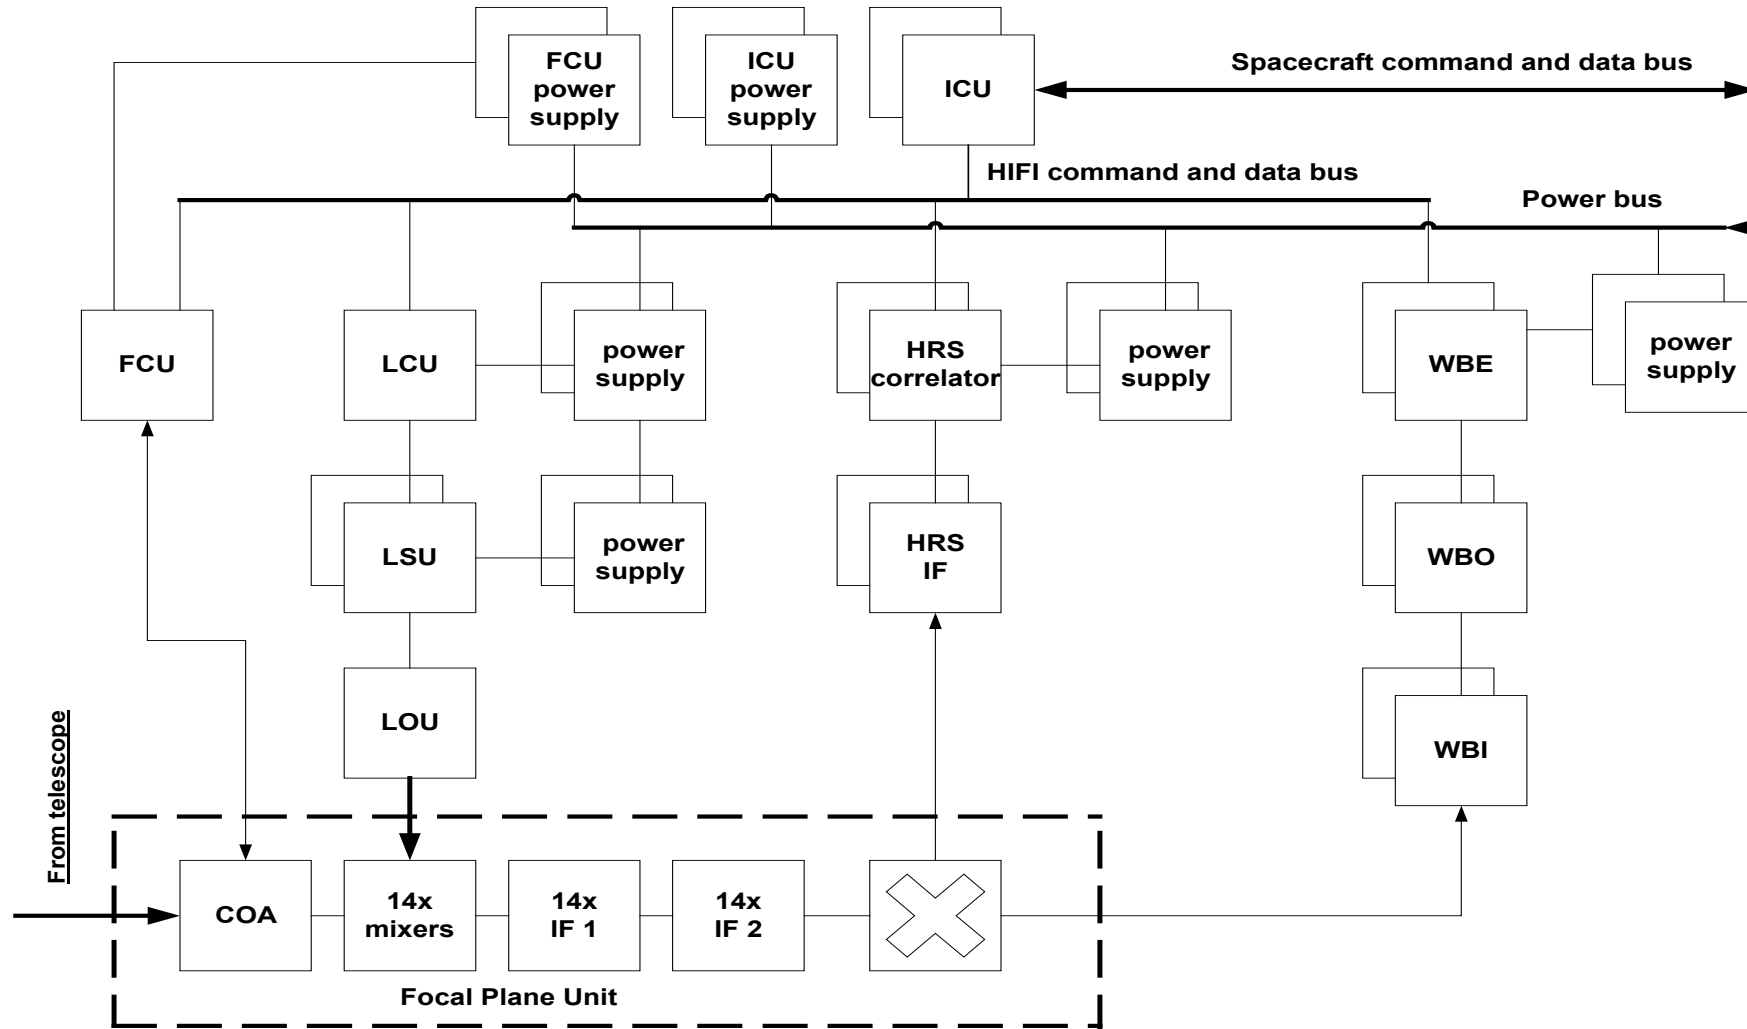 FCU
power
supply
ICU
power
supply
ICU
Spacecraft command and data bus
HIFI command and data bus
Power bus
FCU
LCU
power
supply
HRS
correlator
power
supply
WBE
power
supply
LSU
power
supply
HRS
IF
WBO
LOU
WBI
From telescope
COA
14x
mixers
14x
IF 1
14x
IF 2
Focal Plane Unit